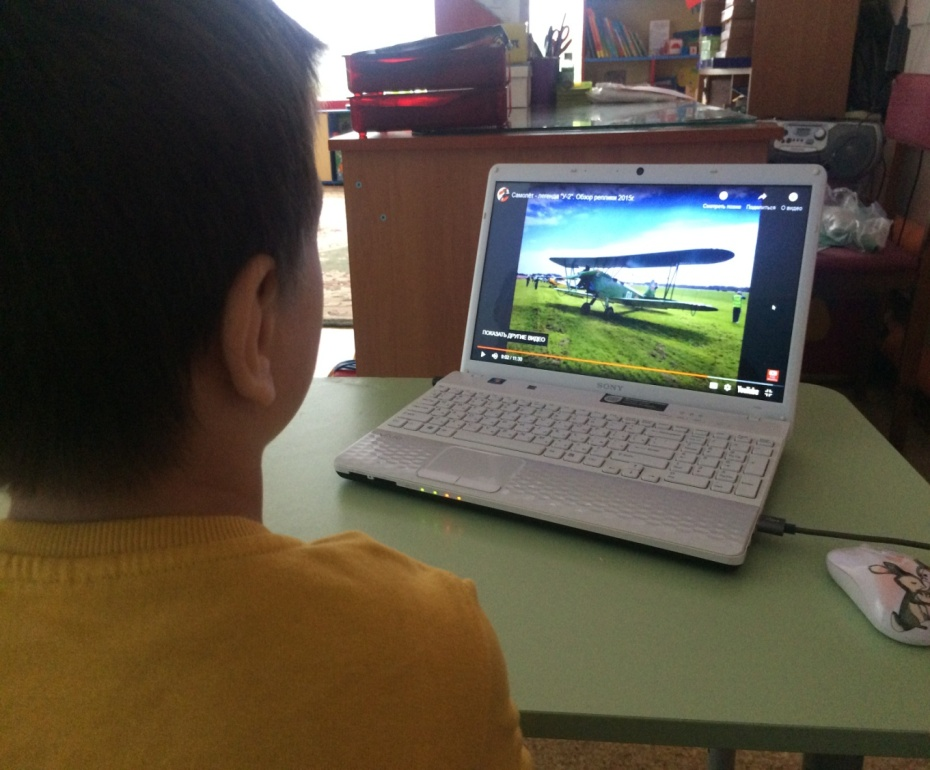 Самолёт - легенда "У-2". Обзор реплики 2015г.
Смотреть позже Поделиться О видео
ПОКАЗАТЬ ДРУГИЕ ВИДЕО
YouTube
SONY